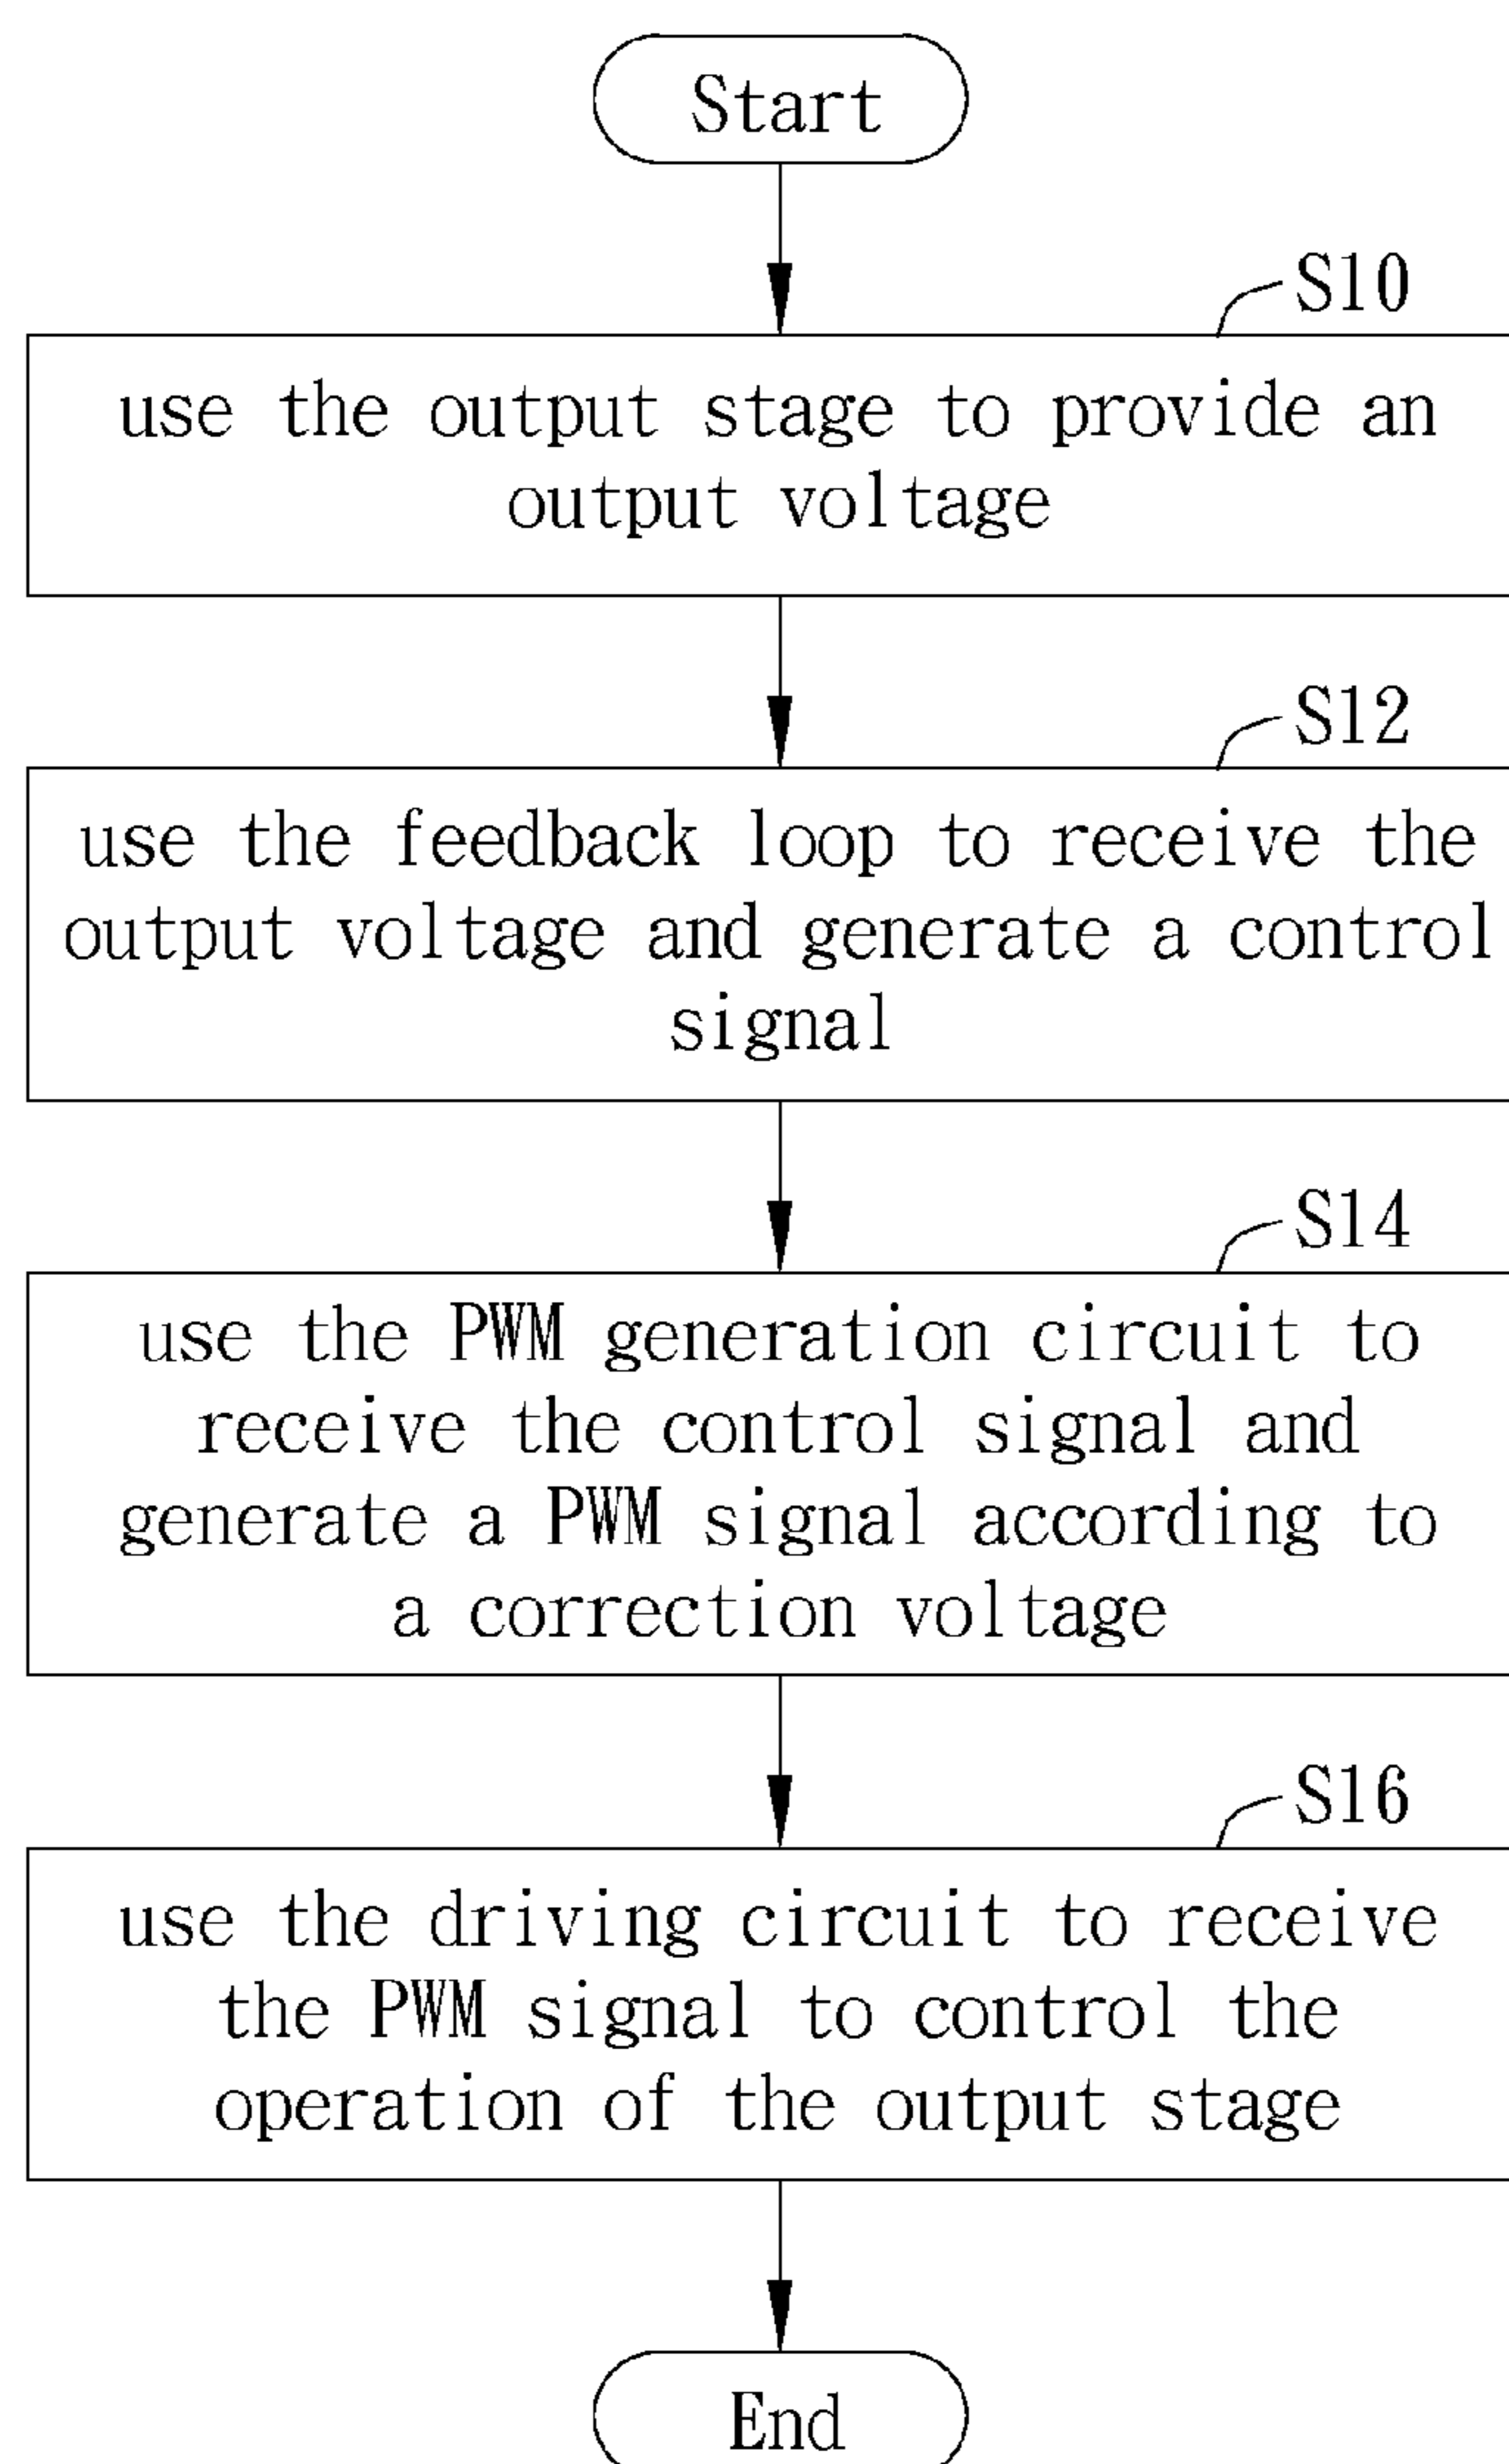 Start
S10
use the output stage to provide an
output voltage
S12
use the feedback loop to receive the
output voltage and generate a control
signal
S14
use the PWM generation circuit to
receive the control signal and
generate a PWM signal according to
a correction voltage
S16
use the driving circuit to receive
the PWM signal to control the
operation of the output stage
End